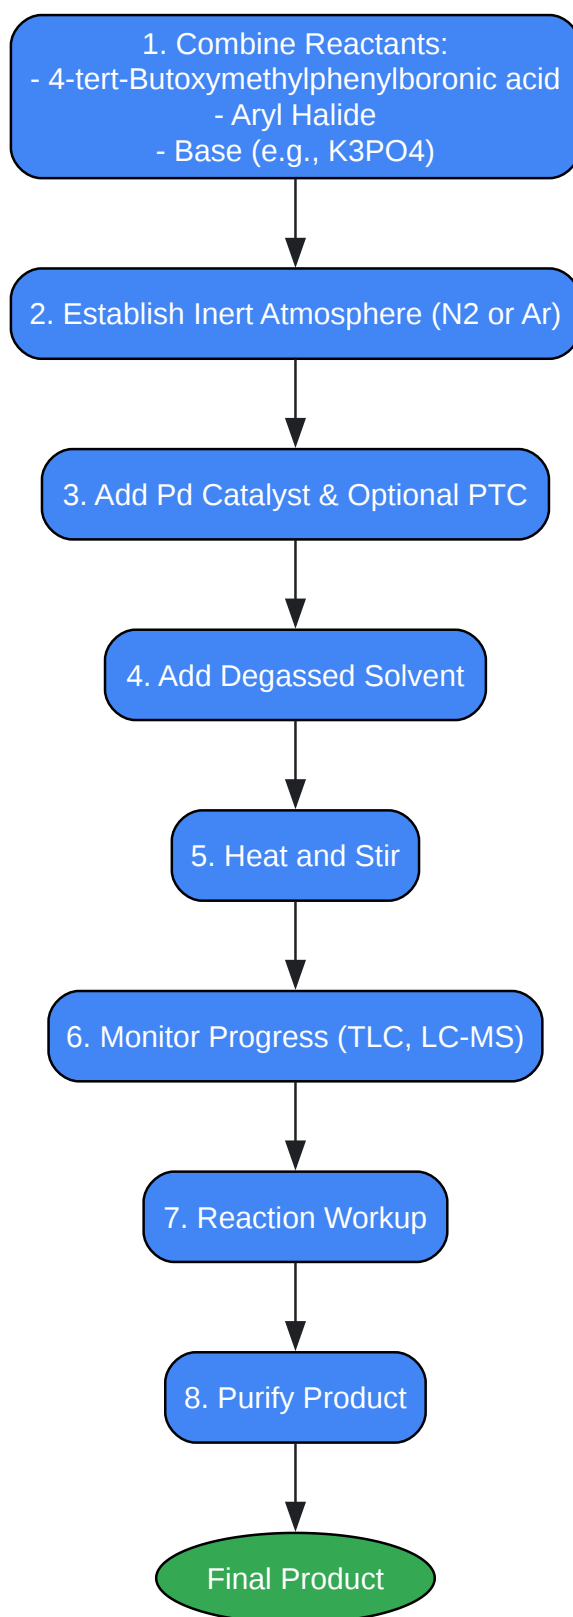 1. Combine Reactants:
- 4-tert-Butoxymethylphenylboronic acid
- Aryl Halide
- Base (e.g., K3PO4)
2. Establish Inert Atmosphere (N2 or Ar)
3. Add Pd Catalyst & Optional PTC
4. Add Degassed Solvent
5. Heat and Stir
6. Monitor Progress (TLC, LC-MS)
7. Reaction Workup
8. Purify Product
Final Product